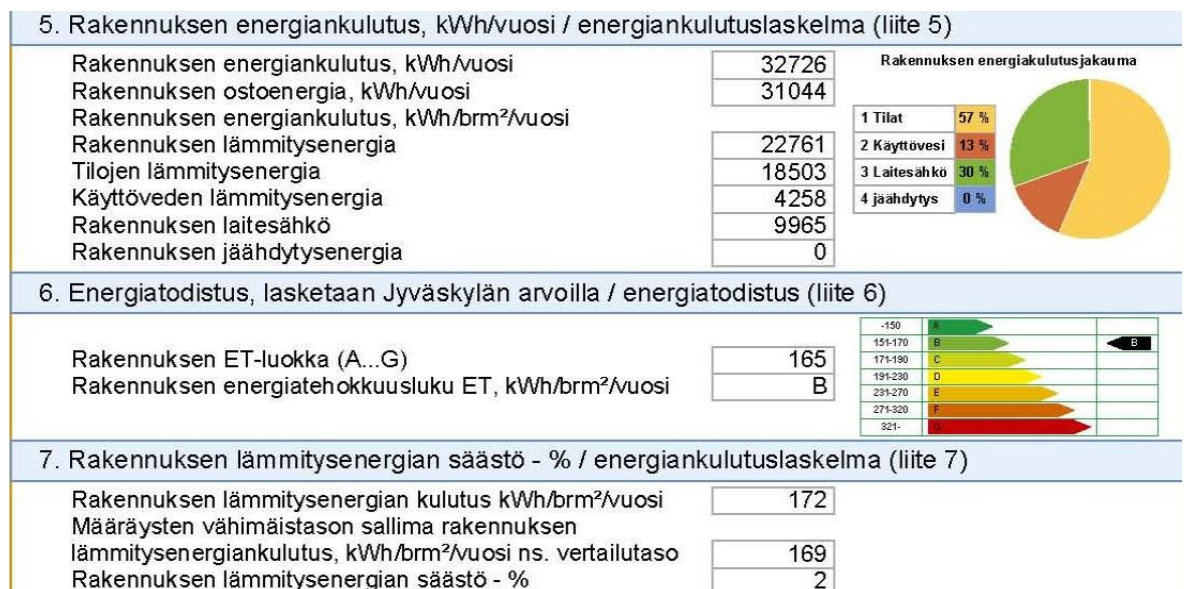 5. Rakennuksen energiankulutus, kWh/vuosi / energiankulutuslaskelma (liite 5)
Rakennuksen energiankulutus, kWh/vuosi 32726
Rakennuksen ostoenergia, kWh/vuosi 31044
Rakennuksen energiankulutus, kWh/brm²/vuosi
Rakennuksen lämmitysenergia 22761
Tilojen lämmitysenergia 18503
Käyttöveden lämmitysenergia 4258
Rakennuksen laitesähkö 9965
Rakennuksen jäähdytysenergia 0
Rakennuksen energiakulutusjakauma
1 Tilat 57 %
2 Käyttövesi 13 %
3 Laitesähkö 30 %
4 jäähdytys 0 %
6. Energiatodistus, lasketaan Jyväskylän arvoilla / energiatodistus (liite 6)
Rakennuksen ET-luokka (A...G) 165
Rakennuksen energiatehokkuusluku ET, kWh/brm²/vuosi B
-150 A
151-170 B B
171-190 C
191-230 D
231-270 E
271-320 F
321- G
7. Rakennuksen lämmitysenergian säästö - % / energiankulutuslaskelma (liite 7)
Rakennuksen lämmitysenergian kulutus kWh/brm²/vuosi 172
Määräysten vähimäistason sallima rakennuksen
lämmitysenergiankulutus, kWh/brm²/vuosi ns. vertailutaso 169
Rakennuksen lämmitysenergian säästö - % 2